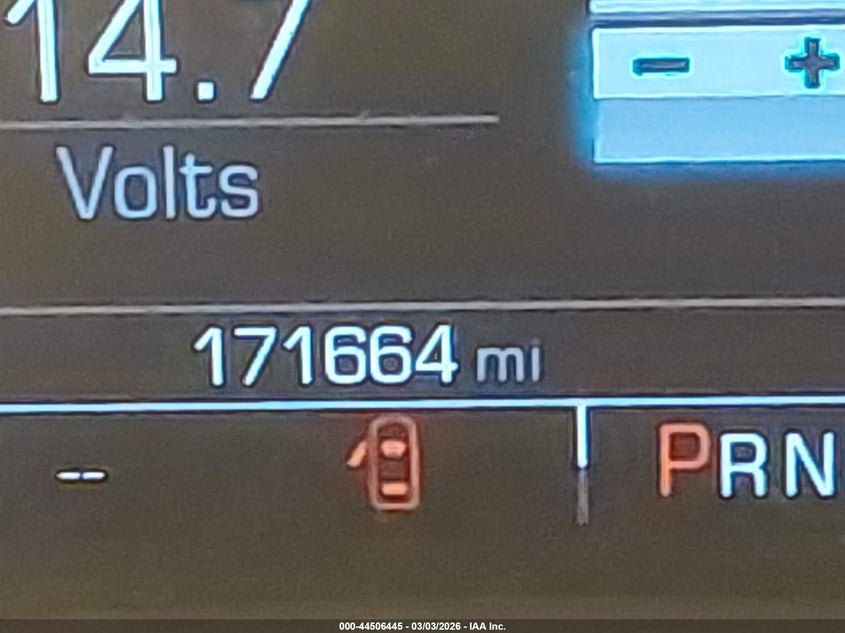 14.7
- +
Volts
171664 mi
--
PRN
000-44506445 - 03/03/2026 - IAA Inc.